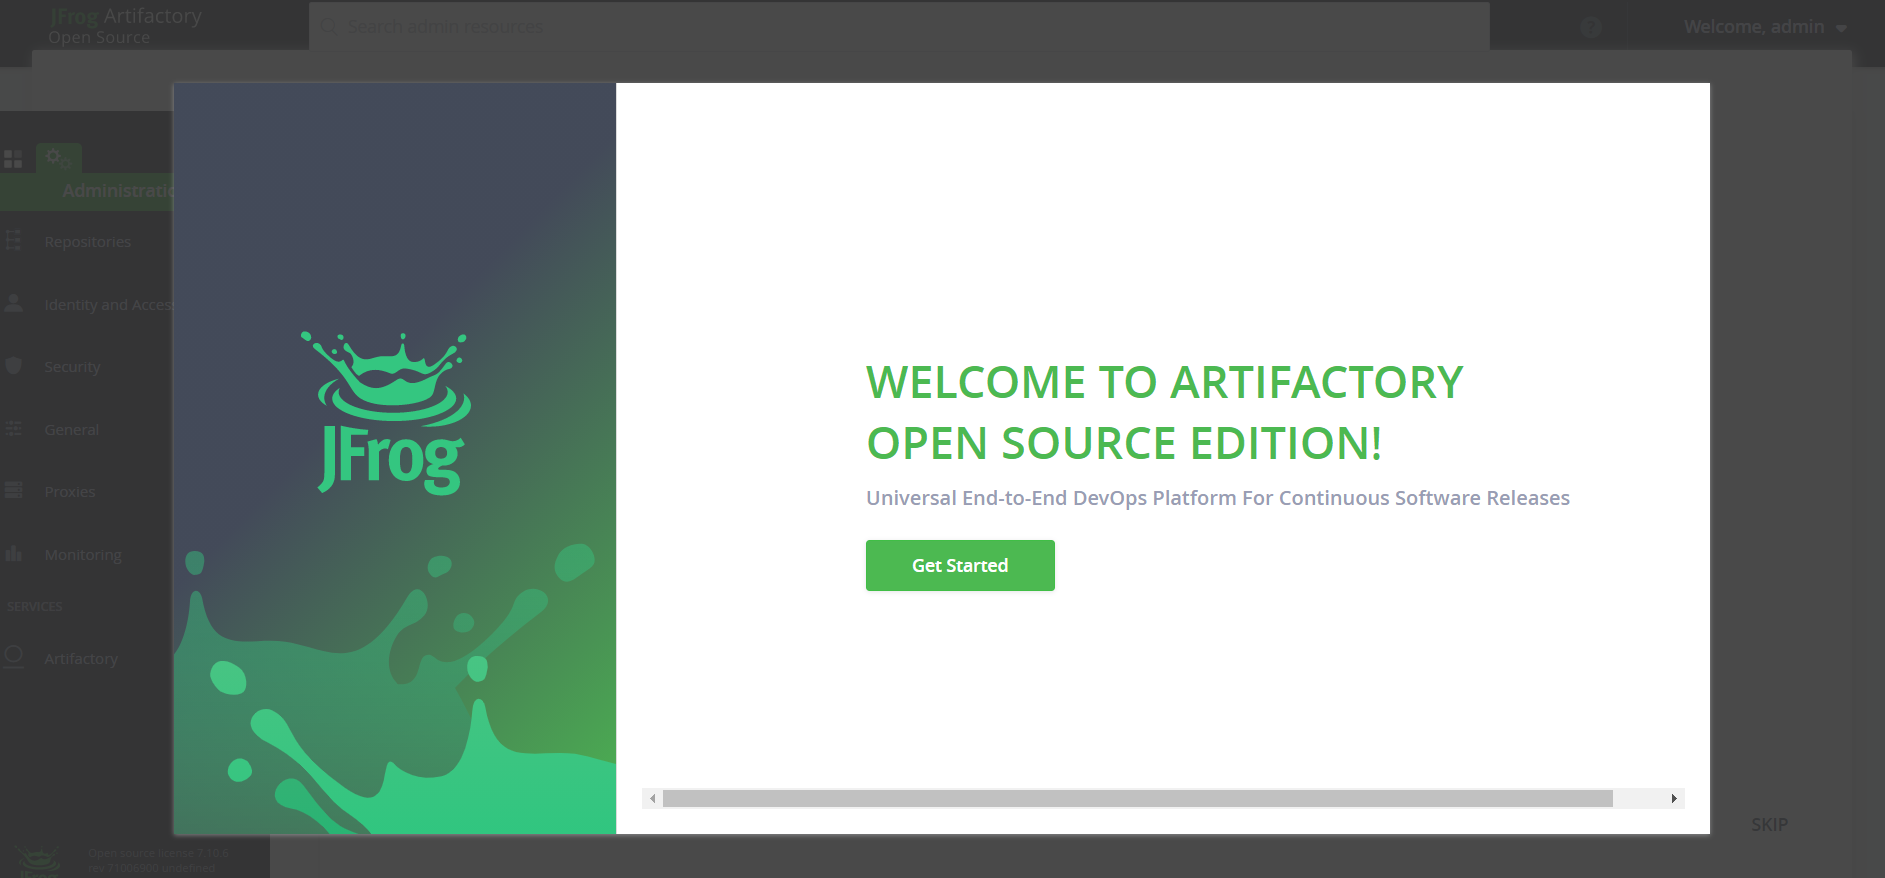 JFrog Artifactory
Open Source
Search admin resources
?
Welcome, admin
Administratio
Repositories
Identity and Access
Security
General
Proxies
Monitoring
SERVICES
Artifactory
Open source license 7.10.6
rev 71006900 undefined
JFrog
JFrog
WELCOME TO ARTIFACTORY
OPEN SOURCE EDITION!
Universal End-to-End DevOps Platform For Continuous Software Releases
Get Started
SKIP